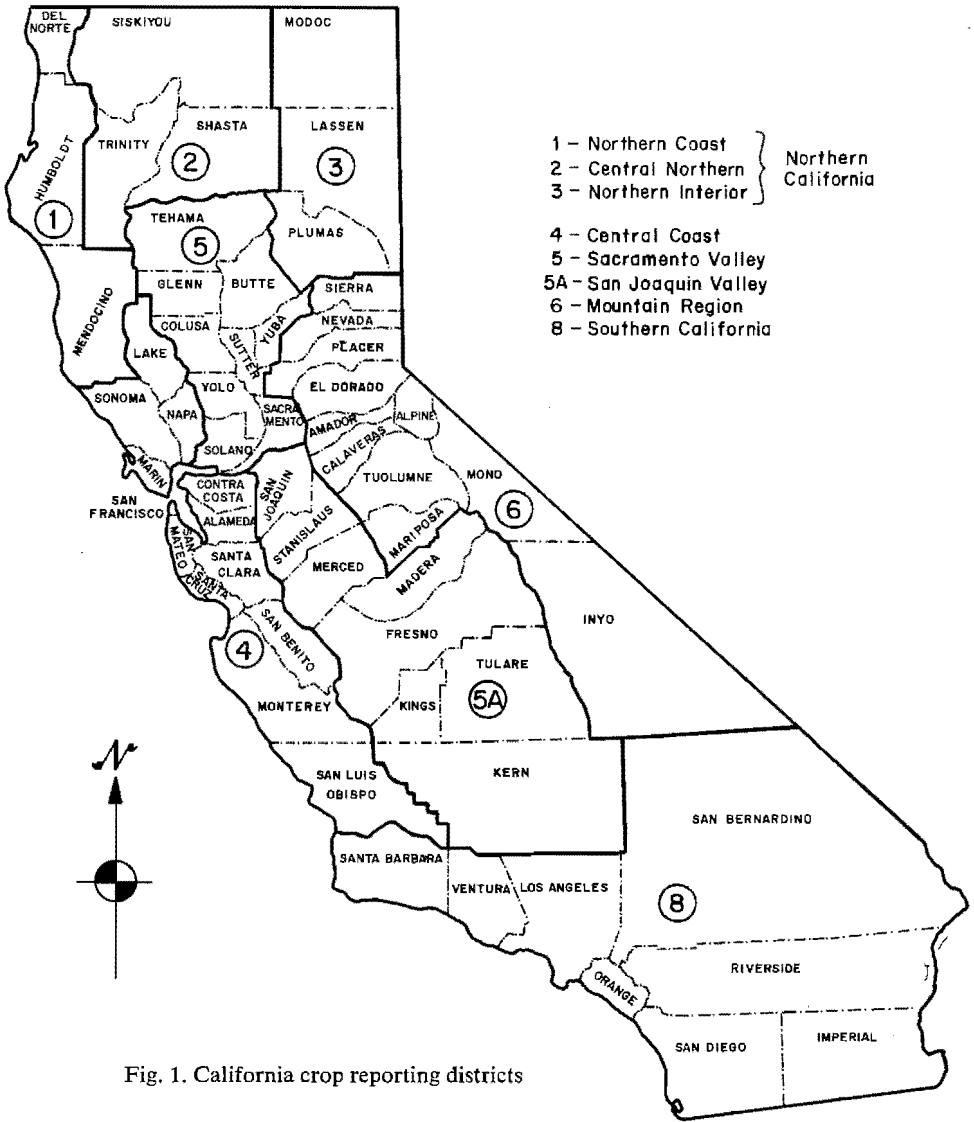 DEL
NORTE
SISKIYOU
MODOC
HUMBOLDT
TRINITY
SHASTA
LASSEN
1
2
3
TEHAMA
5
PLUMAS
GLENN
BUTTE
SIERRA
MENDOCINO
COLUSA
YUBA
NEVADA
LAKE
SUTTER
PLACER
SONOMA
NAPA
YOLO
EL DORADO
SACRA
MENTO
AMADOR
ALPINE
SOLANO
CALAVERAS
MARIN
TUOLUMNE
MONO
SAN
FRANCISCO
CONTRA
COSTA
SAN
JOAQUIN
6
ALAMEDA
STANISLAUS
MARIPOSA
SAN
MATEO
SANTA
CLARA
MERCED
MADERA
SANTA
CRUZ
SAN BENITO
FRESNO
INYO
4
TULARE
MONTEREY
KINGS
5A
SAN LUIS
OBISPO
KERN
SAN BERNARDINO
SANTA BARBARA
VENTURA
LOS ANGELES
8
ORANGE
RIVERSIDE
SAN DIEGO
IMPERIAL
1 – Northern Coast
2 – Central Northern
3 – Northern Interior
Northern
California
4 – Central Coast
5 – Sacramento Valley
5A – San Joaquin Valley
6 – Mountain Region
8 – Southern California
N
Fig. 1. California crop reporting districts